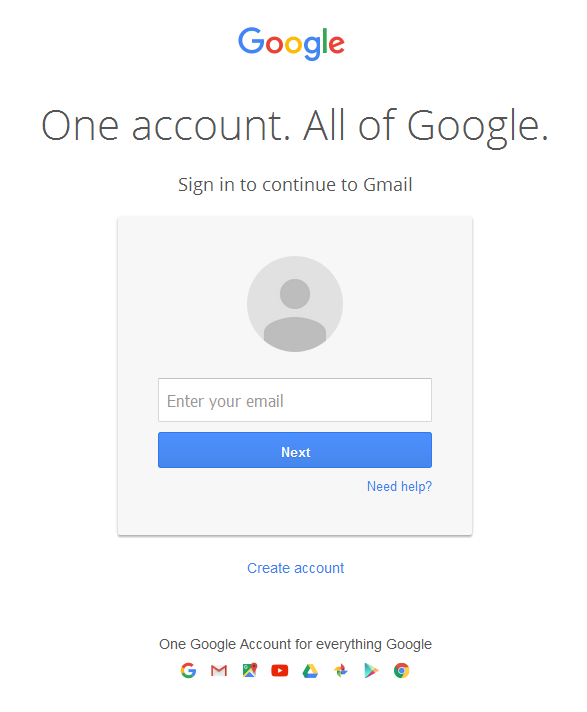 Google
One account. All of Google.
Sign in to continue to Gmail
Enter your email
Next
Need help?
Create account
One Google Account for everything Google